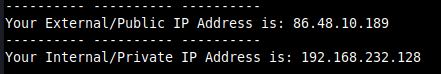 ---------- ---------- ----------
Your External/Public IP Address is: 86.48.10.189
---------- ---------- ----------
Your Internal/Private IP Address is: 192.168.232.128